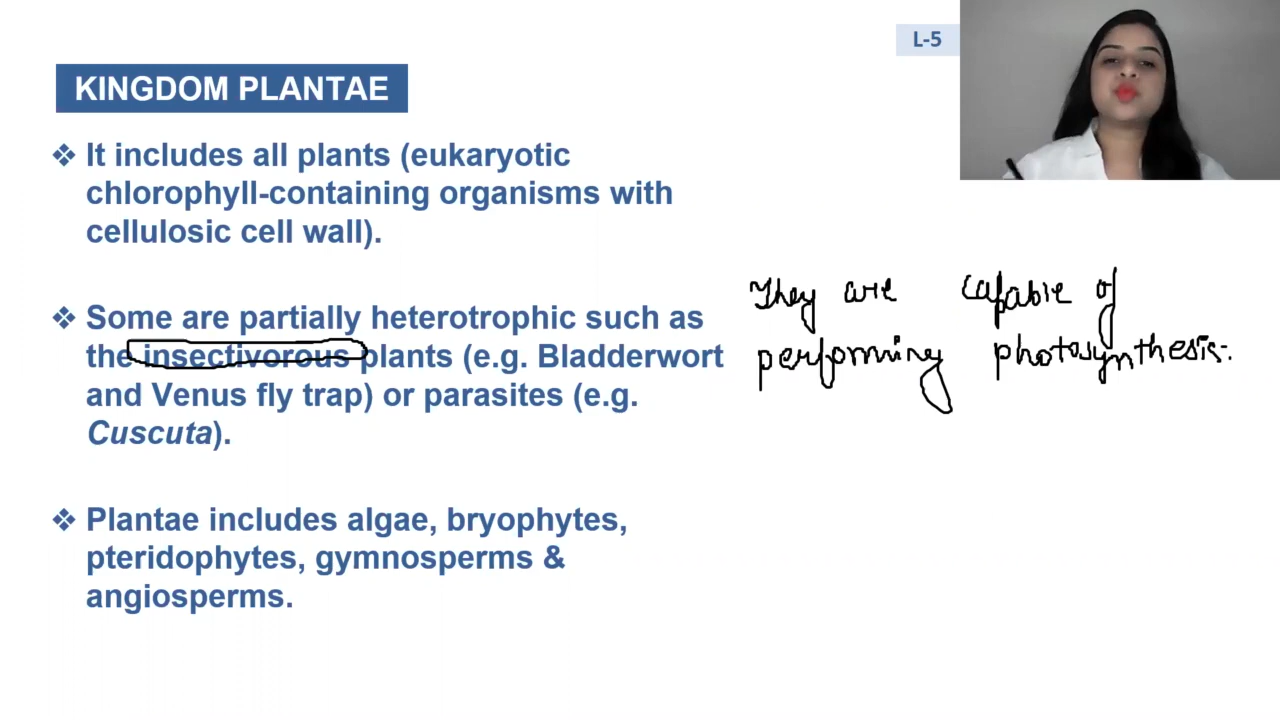 L-5
KINGDOM PLANTAE
❖ It includes all plants (eukaryotic
chlorophyll-containing organisms with
cellulosic cell wall).
❖ Some are partially heterotrophic such as
the insectivorous plants (e.g. Bladderwort
and Venus fly trap) or parasites (e.g.
Cuscuta).
❖ Plantae includes algae, bryophytes,
pteridophytes, gymnosperms &
angiosperms.
They are capable of
performing photosynthesis.